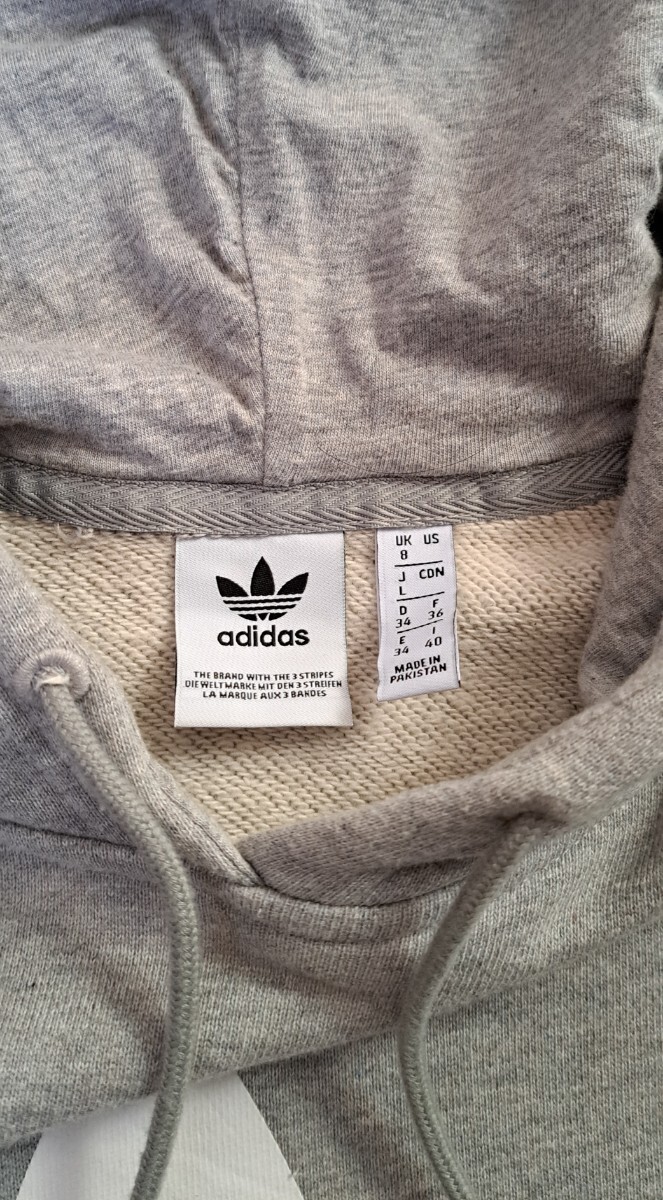 adidas
THE BRAND WITH THE 3 STRIPES
DIE WELTMARKE MIT DEN 3 STREIFEN
LA MARQUE AUX 3 BANDES
UK US
8
J CDN
L
D F
34 36
E I
34 40
MADE IN
PAKISTAN